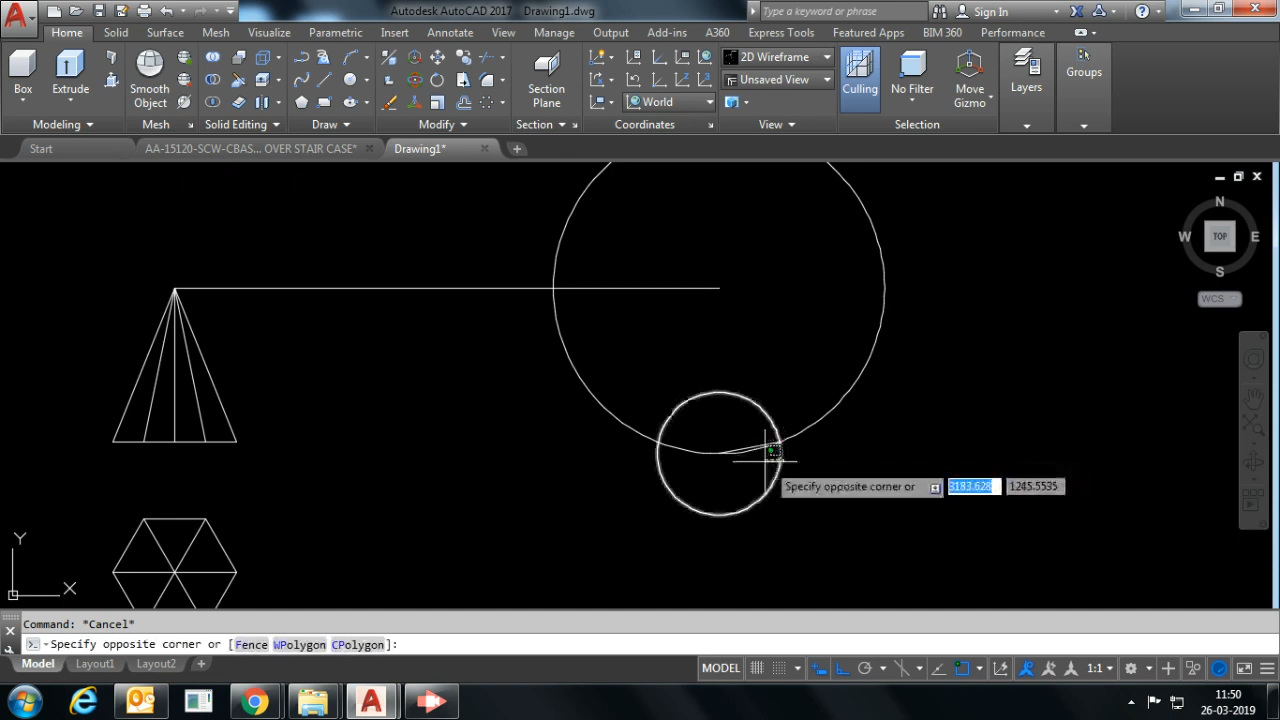 Autodesk AutoCAD 2017 Drawing1.dwg
Type a keyword or phrase
Sign In
Home Solid Surface Mesh Visualize Parametric Insert Annotate View Manage Output Add-ins A360 Express Tools Featured Apps BIM 360 Performance
Box
Extrude
Smooth Object
Section Plane
2D Wireframe
Unsaved View
World
Culling
No Filter
Move Gizmo
Layers
Groups
Modeling Mesh Solid Editing Draw Modify Section Coordinates View Selection
Start AA-15120-SCW-CBAS... OVER STAIR CASE* Drawing1*
N
W TOP E
S
WCS
Specify opposite corner or 3183.628 1245.5535
Y
X
Command: "Cancel"
Specify opposite corner or [Fence WPolygon CPolygon]:
Model Layout1 Layout2 MODEL 1:1
11:50
26-03-2019